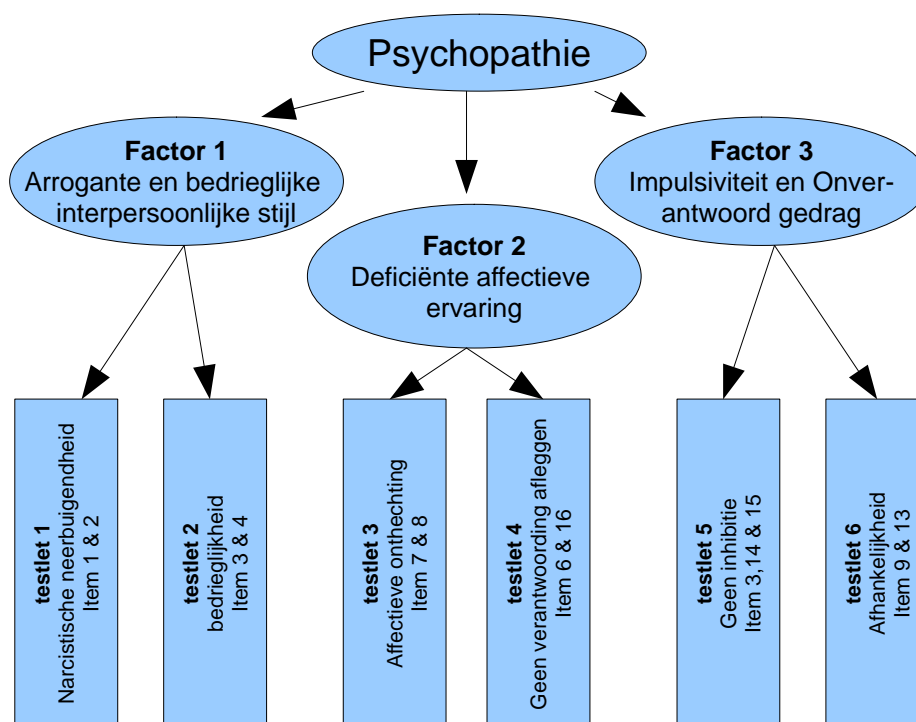 Psychopathie
Factor 1
Arrogante en bedrieglijke
interpersoonlijke stijl
Factor 2
Deficiënte affectieve
ervaring
Factor 3
Impulsiviteit en Onver-
antwoord gedrag
testlet 1
Narcistische neerbuigendheid
Item 1 & 2
testlet 2
bedrieglijkheid
Item 3 & 4
testlet 3
Affectieve onthechting
Item 7 & 8
testlet 4
Geen verantwoording afleggen
Item 6 & 16
testlet 5
Geen inhibitie
Item 3,14 & 15
testlet 6
Afhankelijkheid
Item 9 & 13